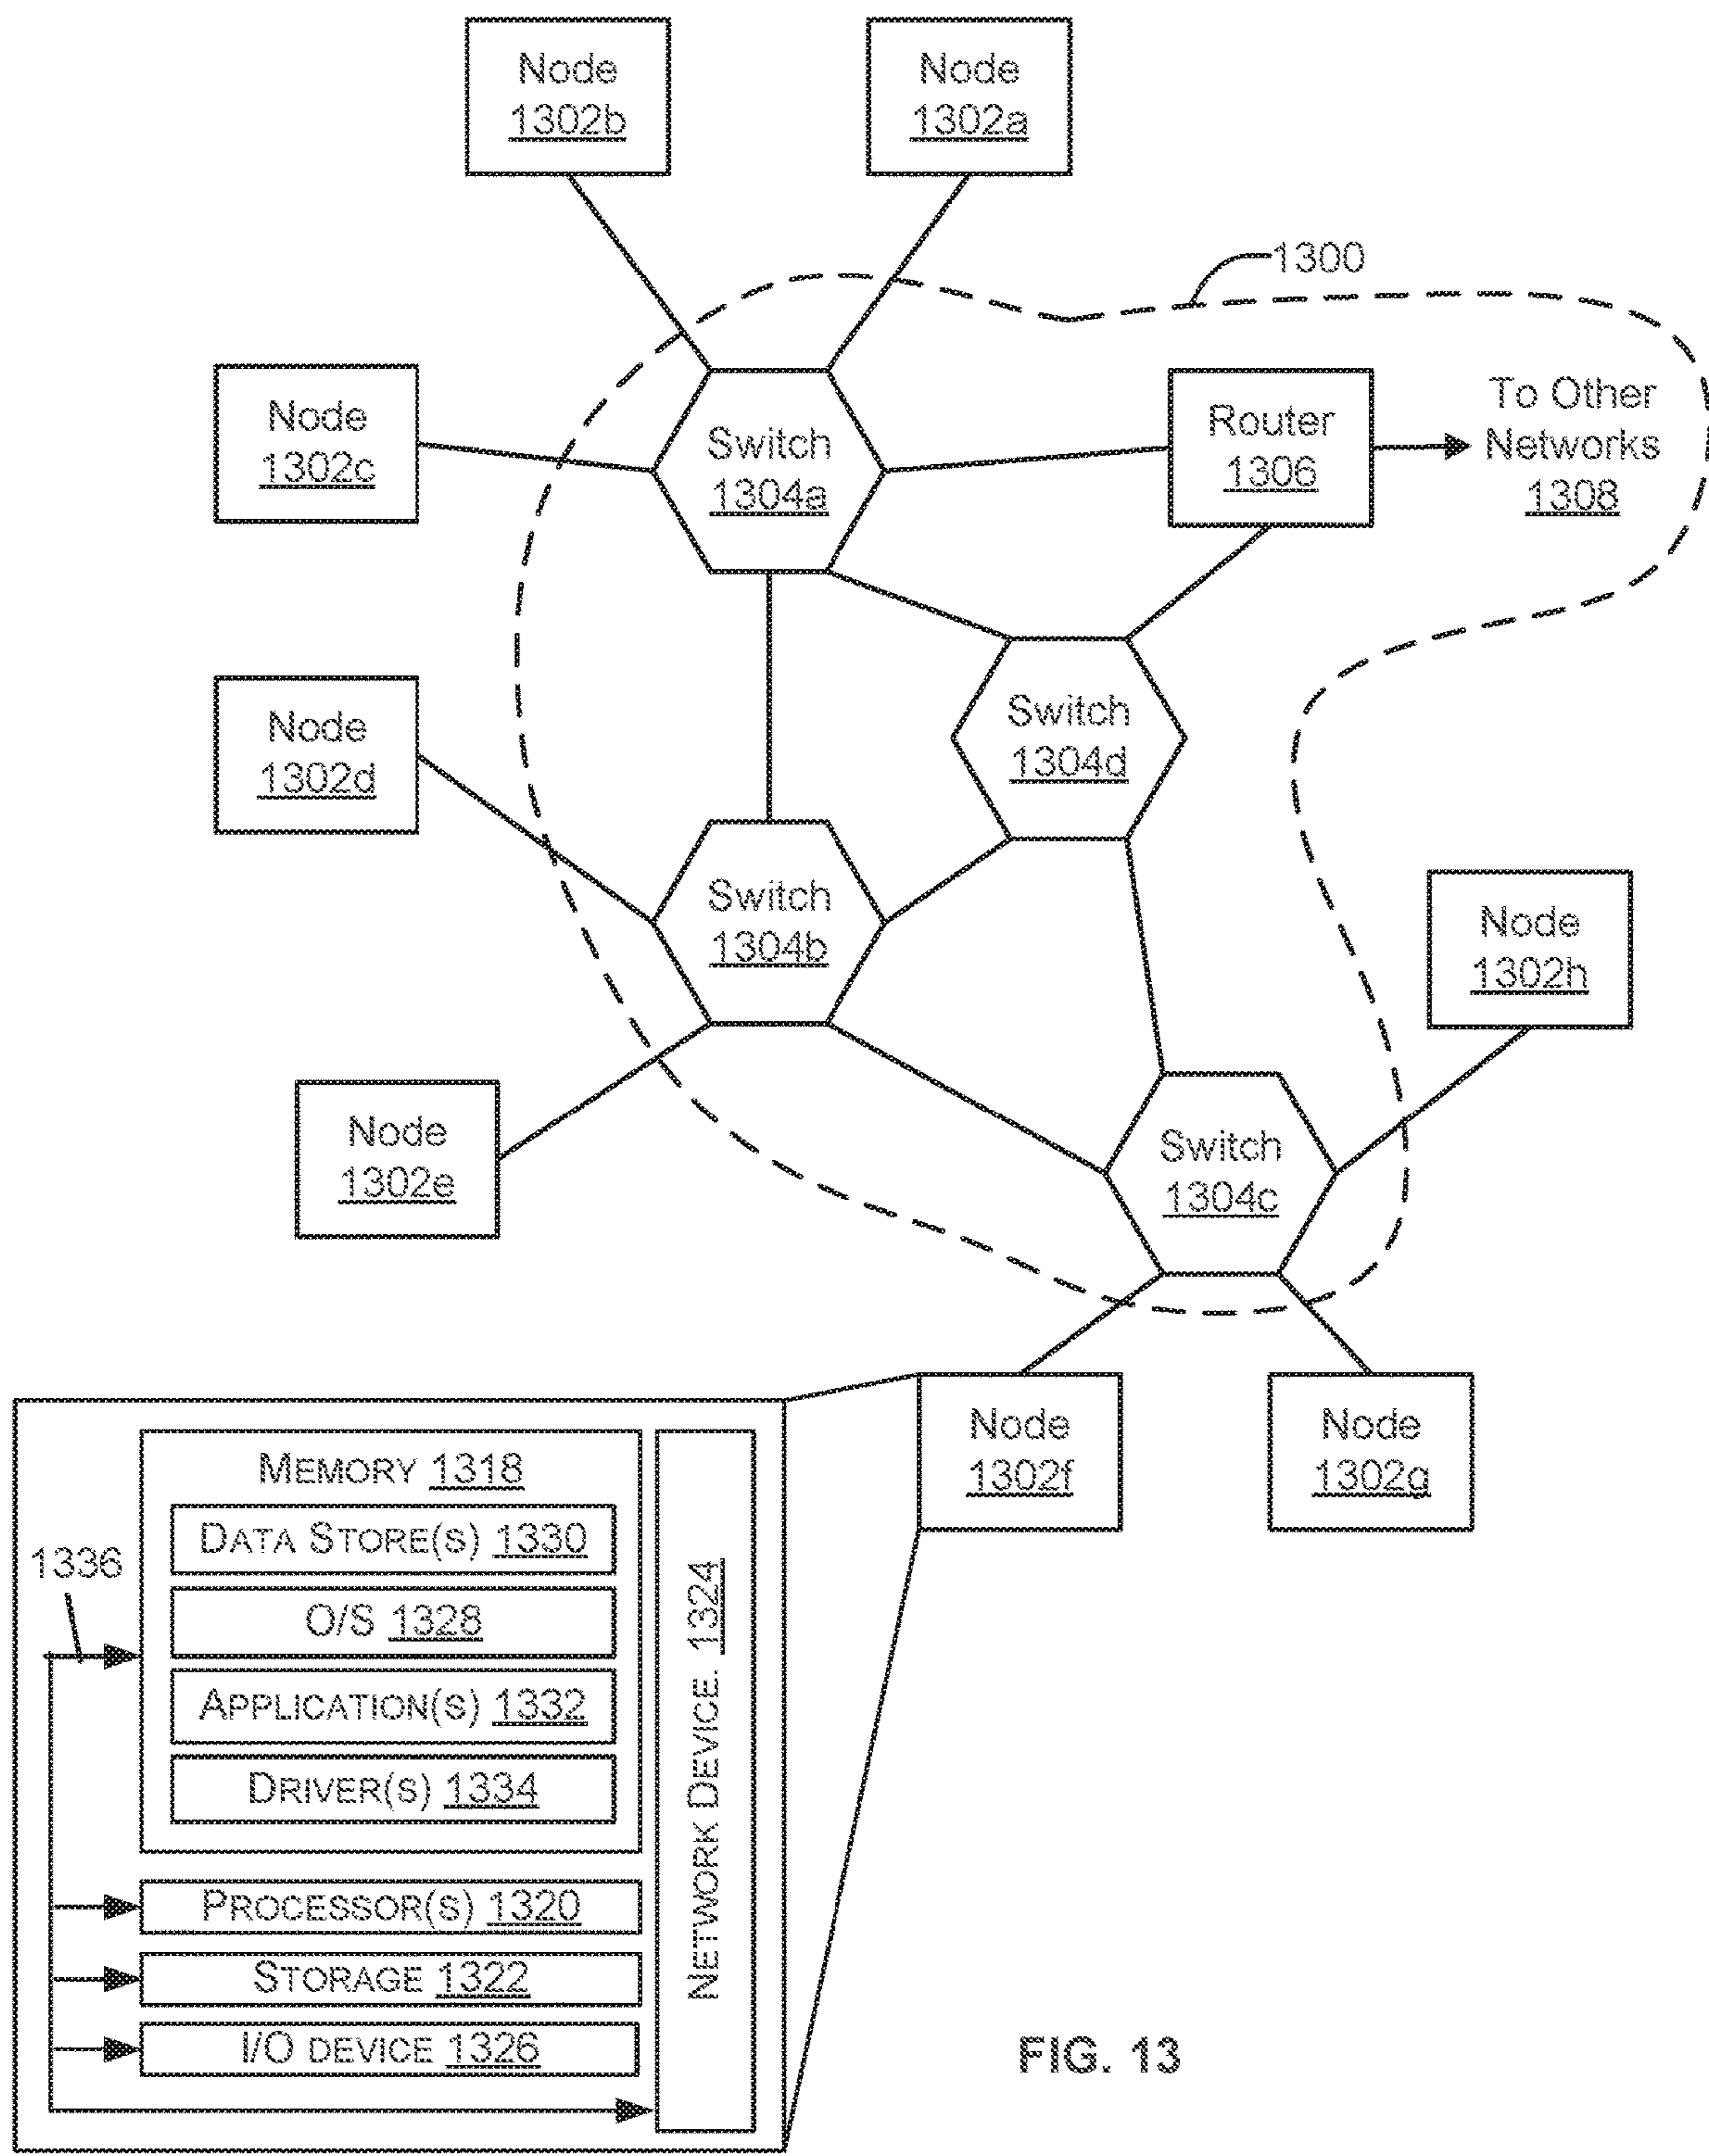 Node
1302b
Node
1302a
1300
Node
1302c
Switch
1304a
Router
1306
To Other
Networks
1308
Node
1302d
Switch
1304d
Switch
1304b
Node
1302h
Node
1302e
Switch
1304c
Node
1302f
Node
1302g
MEMORY 1318
DATA STORE(S) 1330
1336
O/S 1328
APPLICATION(S) 1332
DRIVER(S) 1334
NETWORK DEVICE. 1324
PROCESSOR(S) 1320
STORAGE 1322
I/O DEVICE 1326
FIG. 13